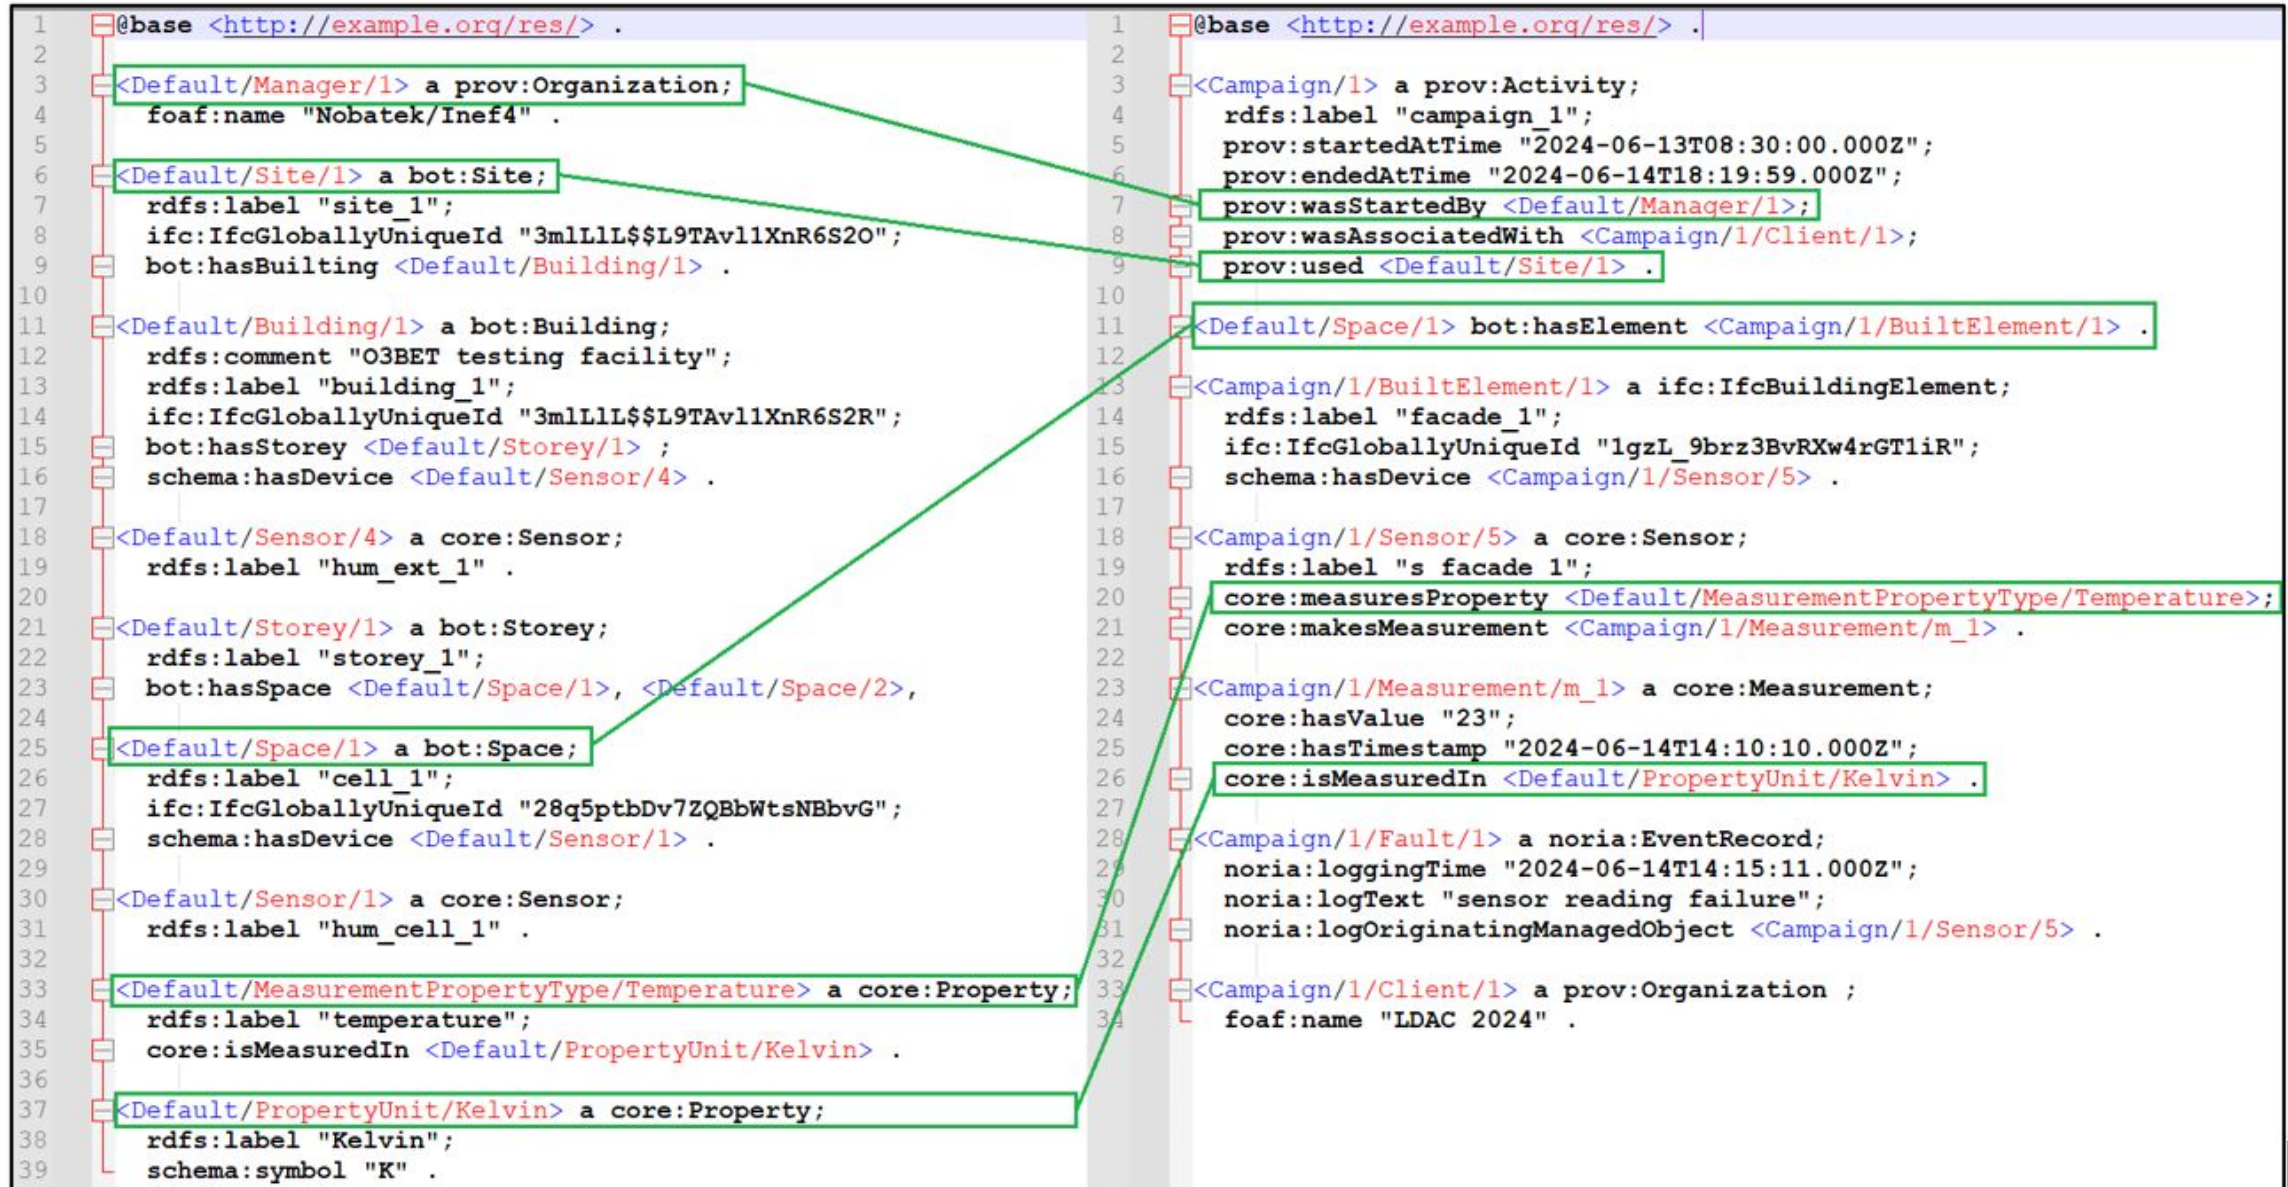 1 @base <http://example.org/res/> .
2
3 <Default/Manager/1> a prov:Organization;
4 foaf:name "Nobatek/Inef4" .
5
6 <Default/Site/1> a bot:Site;
7 rdfs:label "site_1";
8 ifc:IfcGloballyUniqueId "3mlLlL$$L9TAvl1XnR6S2O";
9 bot:hasBuilting <Default/Building/1> .
10
11 <Default/Building/1> a bot:Building;
12 rdfs:comment "O3BET testing facility";
13 rdfs:label "building_1";
14 ifc:IfcGloballyUniqueId "3mlLlL$$L9TAvl1XnR6S2R";
15 bot:hasStorey <Default/Storey/1> ;
16 schema:hasDevice <Default/Sensor/4> .
17
18 <Default/Sensor/4> a core:Sensor;
19 rdfs:label "hum_ext_1" .
20
21 <Default/Storey/1> a bot:Storey;
22 rdfs:label "storey_1";
23 bot:hasSpace <Default/Space/1>, <Default/Space/2>,
24
25 <Default/Space/1> a bot:Space;
26 rdfs:label "cell_1";
27 ifc:IfcGloballyUniqueId "28q5ptbDv7ZQBbWtsNBbvG";
28 schema:hasDevice <Default/Sensor/1> .
29
30 <Default/Sensor/1> a core:Sensor;
31 rdfs:label "hum_cell_1" .
32
33 <Default/MeasurementPropertyType/Temperature> a core:Property;
34 rdfs:label "temperature";
35 core:isMeasuredIn <Default/PropertyUnit/Kelvin> .
36
37 <Default/PropertyUnit/Kelvin> a core:Property;
38 rdfs:label "Kelvin";
39 schema:symbol "K" .
1 @base <http://example.org/res/> .
2
3 <Campaign/1> a prov:Activity;
4 rdfs:label "campaign_1";
5 prov:startedAtTime "2024-06-13T08:30:00.000Z";
6 prov:endedAtTime "2024-06-14T18:19:59.000Z";
7 prov:wasStartedBy <Default/Manager/1>;
8 prov:wasAssociatedWith <Campaign/1/Client/1>;
9 prov:used <Default/Site/1> .
10
11 <Default/Space/1> bot:hasElement <Campaign/1/BuiltElement/1> .
12
13 <Campaign/1/BuiltElement/1> a ifc:IfcBuildingElement;
14 rdfs:label "facade_1";
15 ifc:IfcGloballyUniqueId "1gzL_9brz3BvRXw4rGT1iR";
16 schema:hasDevice <Campaign/1/Sensor/5> .
17
18 <Campaign/1/Sensor/5> a core:Sensor;
19 rdfs:label "s facade 1";
20 core:measuresProperty <Default/MeasurementPropertyType/Temperature>;
21 core:makesMeasurement <Campaign/1/Measurement/m_1> .
22
23 <Campaign/1/Measurement/m_1> a core:Measurement;
24 core:hasValue "23";
25 core:hasTimestamp "2024-06-14T14:10:10.000Z";
26 core:isMeasuredIn <Default/PropertyUnit/Kelvin> .
27
28 <Campaign/1/Fault/1> a noria:EventRecord;
29 noria:loggingTime "2024-06-14T14:15:11.000Z";
30 noria:logText "sensor reading failure";
31 noria:logOriginatingManagedObject <Campaign/1/Sensor/5> .
32
33 <Campaign/1/Client/1> a prov:Organization ;
34 foaf:name "LDAC 2024" .